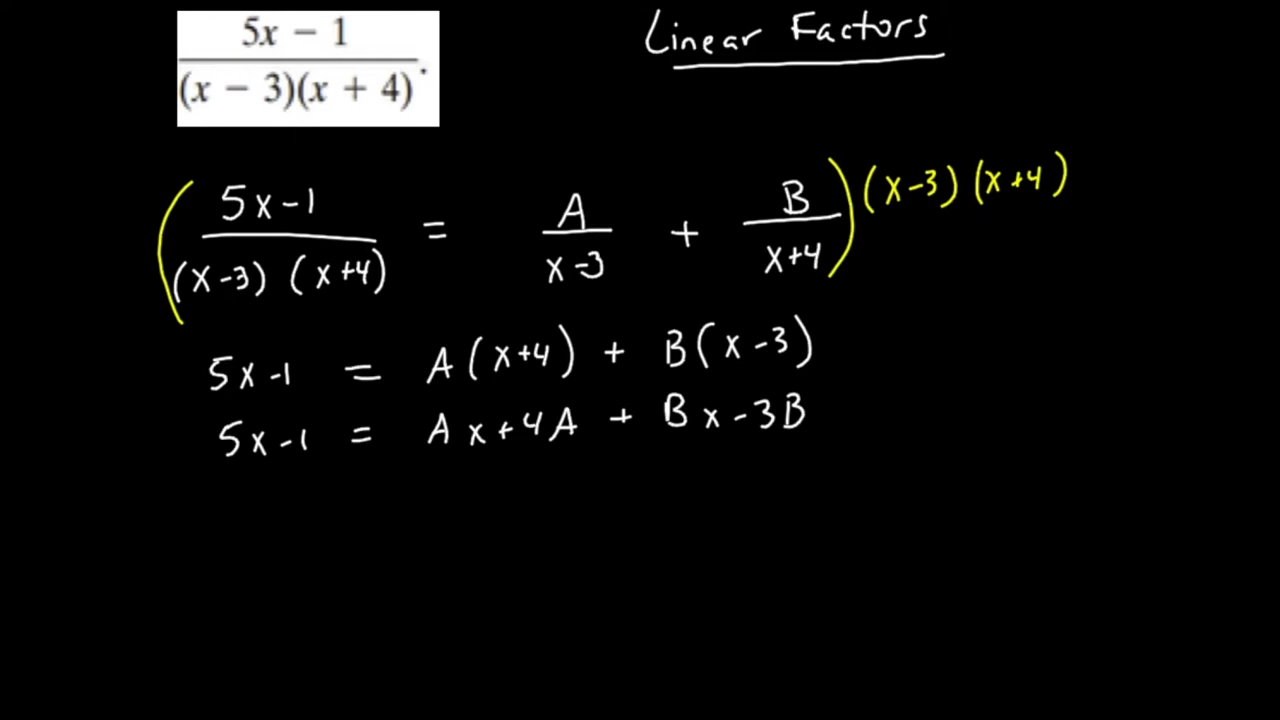 5x − 1
(x − 3)(x + 4).
Linear Factors
(5x-1 / (x-3)(x+4) = A / x-3 + B / x+4)(x-3)(x+4)
5x-1 = A(x+4) + B(x-3)
5x-1 = Ax+4A + Bx-3B